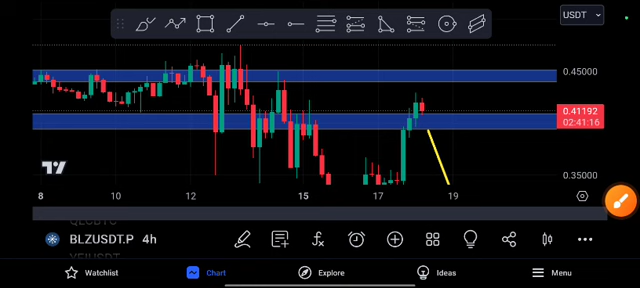 USDT
0.45000
0.41192
02:41:16
0.35000
8 10 12 15 17 19
BLZUSDT.P 4h
Watchlist Chart Explore Ideas Menu